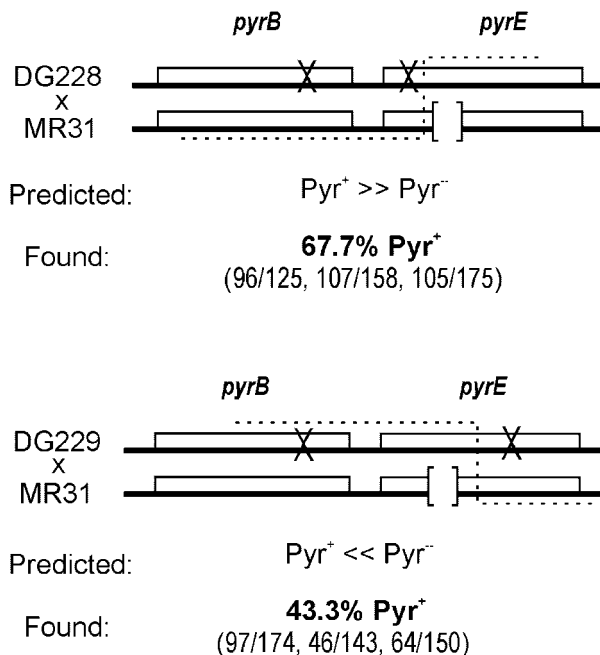 pyrB pyrE
DG228
x
MR31
Predicted: Pyr⁺ >> Pyr⁻⁻
Found: 67.7% Pyr⁺
(96/125, 107/158, 105/175)
pyrB pyrE
DG229
x
MR31
Predicted: Pyr⁺ << Pyr⁻⁻
Found: 43.3% Pyr⁺
(97/174, 46/143, 64/150)